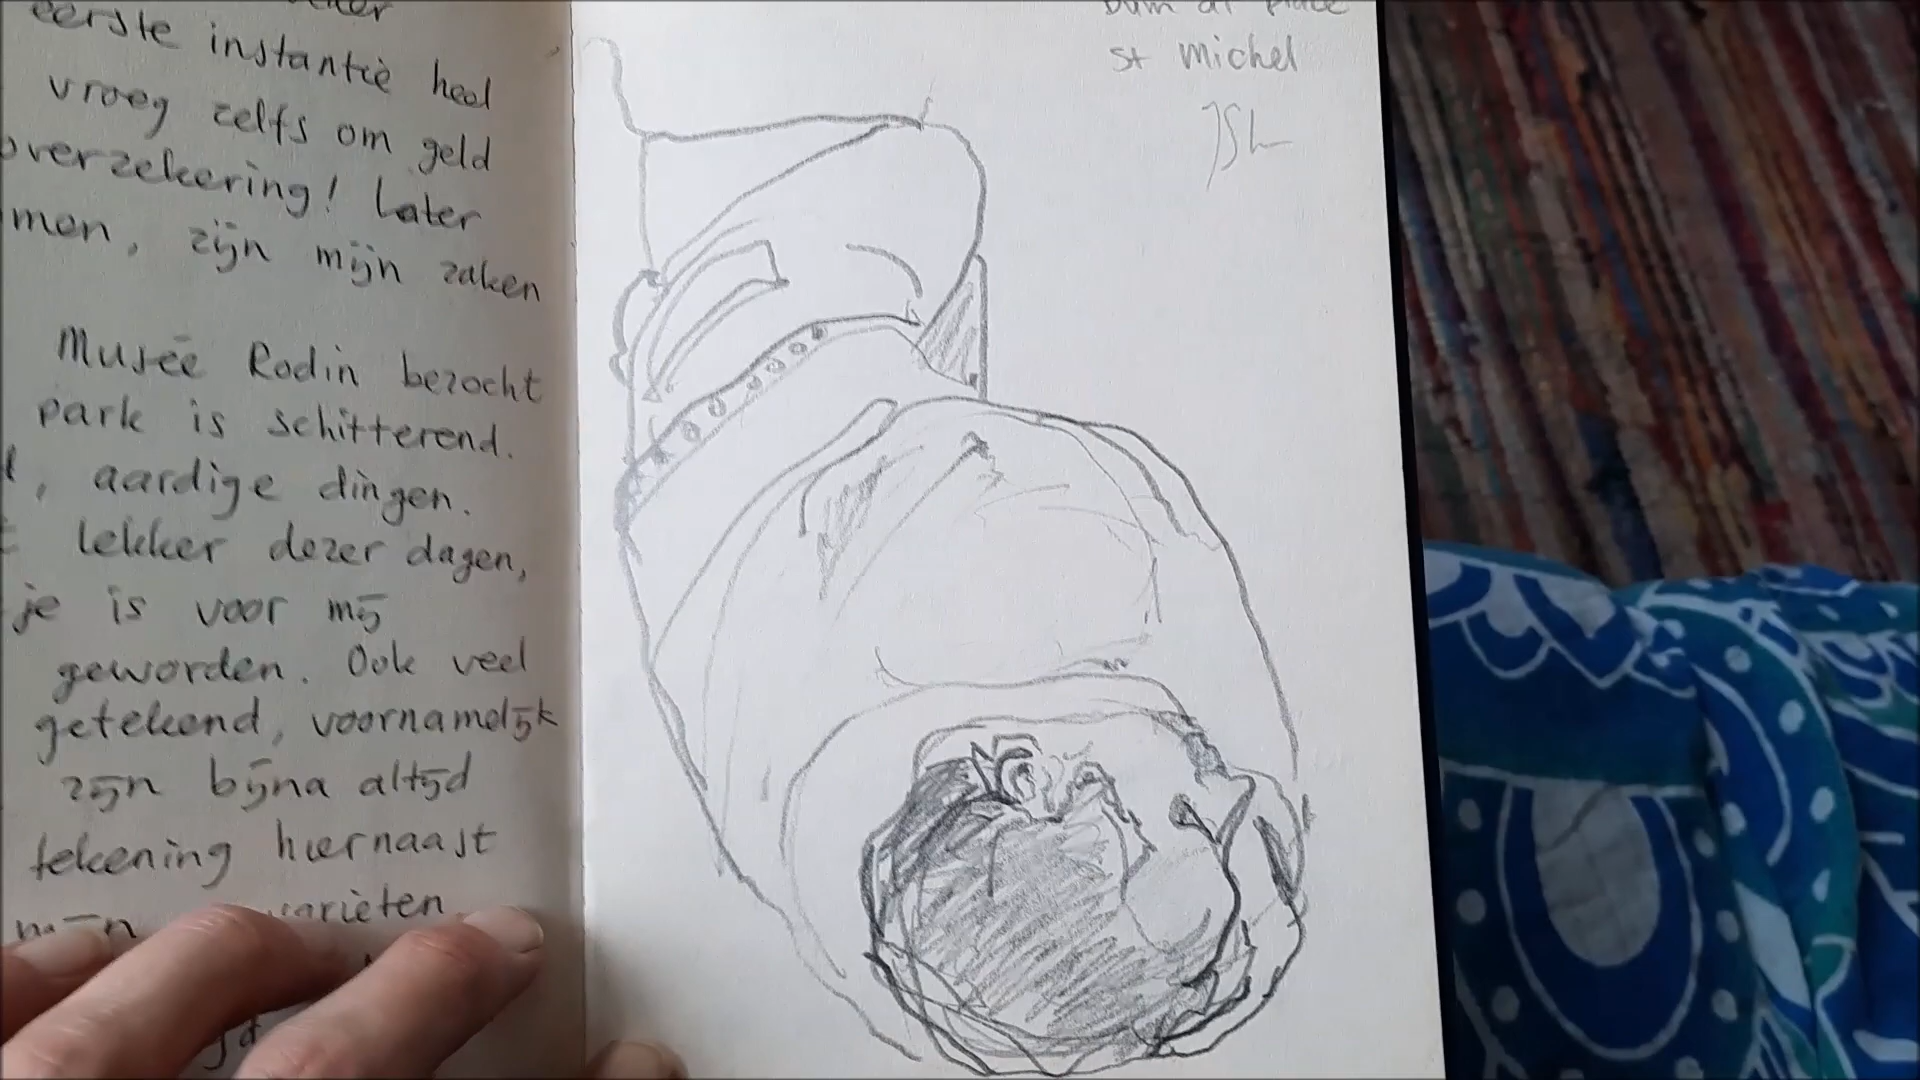 eerste instantie heel
vroeg zelfs om geld
verzekering! Later
men, zijn mijn zaken
Musée Rodin bezocht
park is schitterend.
, aardige dingen.
lekker dezer dagen,
je is voor mij
geworden. Ook veel
getekend, voornamelijk
zijn bijna altijd
tekening hiernaast
mijn variëten
st Michel